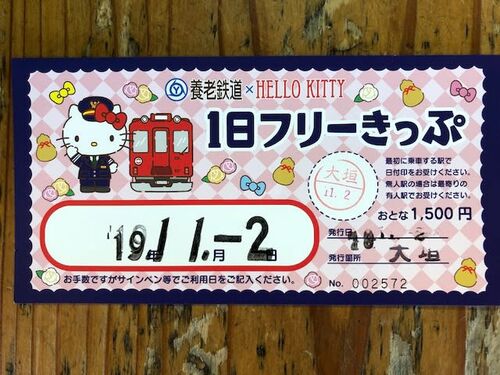 養老鉄道×HELLO KITTY
1日フリーきっぷ
最初に乗車する駅で
日付印をお受けください。
無人駅の場合は最寄りの
有人駅でお受けください。
大垣
11.2
おとな1,500円
'19年11.月-2日
お手数ですがサインペン等でご利用日をご記入ください。
発行日
発行箇所 大垣
No. 002572